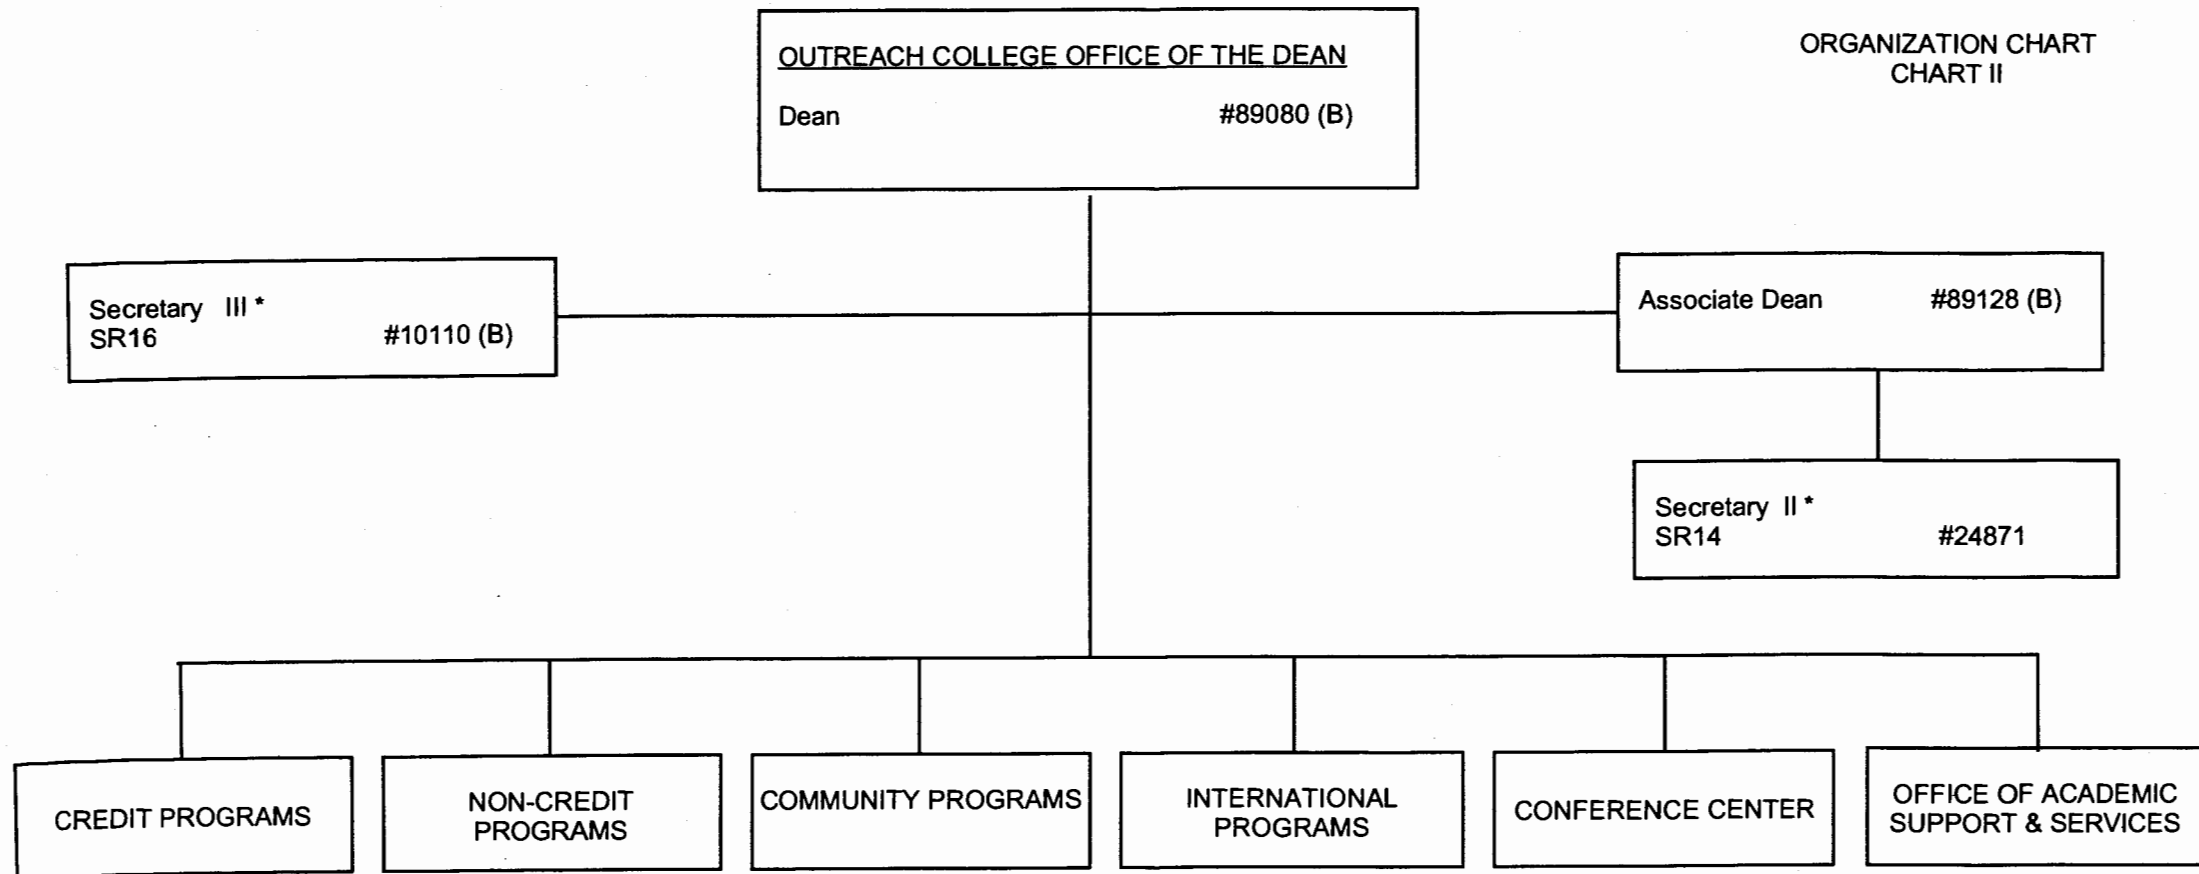 OUTREACH COLLEGE OFFICE OF THE DEAN
Dean #89080 (B)
ORGANIZATION CHART
CHART II
Secretary III *
SR16 #10110 (B)
Associate Dean #89128 (B)
Secretary II *
SR14 #24871
CREDIT PROGRAMS
NON-CREDIT
PROGRAMS
COMMUNITY PROGRAMS
INTERNATIONAL
PROGRAMS
CONFERENCE CENTER
OFFICE OF ACADEMIC
SUPPORT & SERVICES